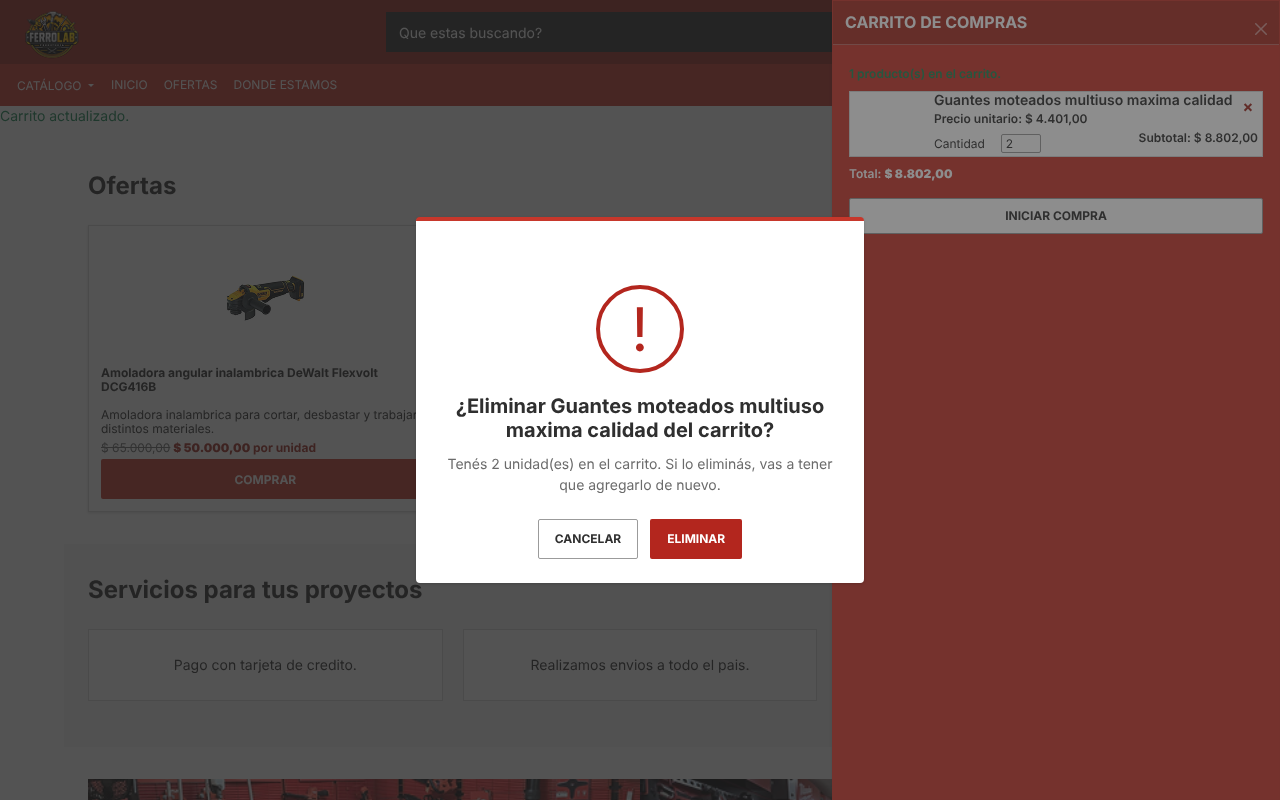 FERROLAB
Que estas buscando?
CARRITO DE COMPRAS
CATÁLOGO
INICIO
OFERTAS
DONDE ESTAMOS
Carrito actualizado.
1 producto(s) en el carrito
Guantes moteados multiuso maxima calidad
Precio unitario: $ 4.401,00
Cantidad 2
Subtotal: $ 8.802,00
Total: $ 8.802,00
INICIAR COMPRA
Ofertas
Amoladora angular inalambrica DeWalt Flexvolt
DCG416B
Amoladora inalambrica para cortar, desbastar y trabajar
distintos materiales.
$ 65.000,00 $ 50.000,00 por unidad
COMPRAR
¿Eliminar Guantes moteados multiuso
maxima calidad del carrito?
Tenés 2 unidad(es) en el carrito. Si lo eliminás, vas a tener
que agregarlo de nuevo.
CANCELAR
ELIMINAR
Servicios para tus proyectos
Pago con tarjeta de credito.
Realizamos envios a todo el pais.